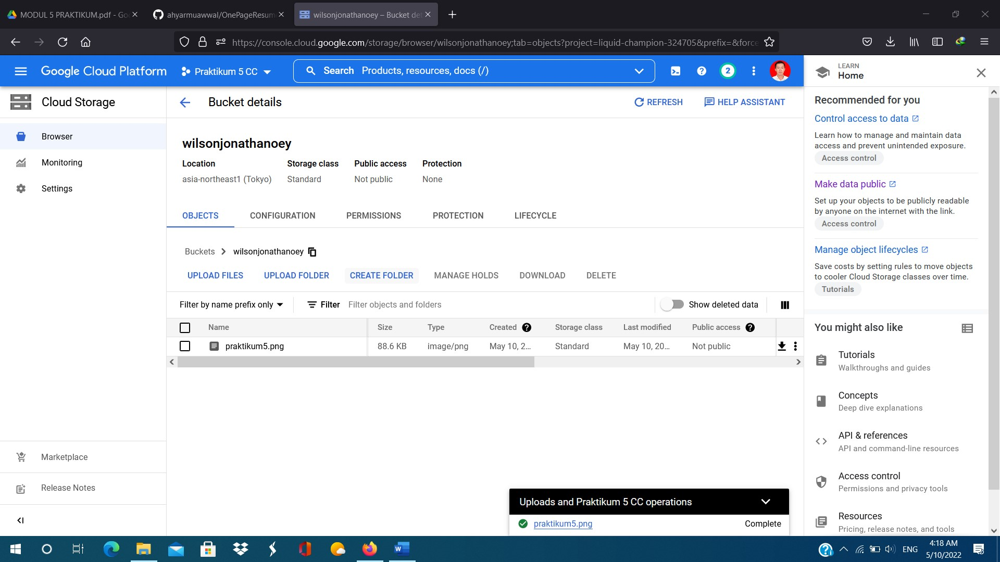 MODUL 5 PRAKTIKUM.pdf - Go
ahyarmuawwal/OnePageResum
wilsonjonathanoey – Bucket det
https://console.cloud.google.com/storage/browser/wilsonjonathanoey;tab=objects?project=liquid-champion-324705&prefix=&force
Google Cloud Platform
Praktikum 5 CC
Search Products, resources, docs (/)
2
LEARN
Home
Cloud Storage
Bucket details
REFRESH
HELP ASSISTANT
Browser
Monitoring
Settings
wilsonjonathanoey
Location Storage class Public access Protection
asia-northeast1 (Tokyo) Standard Not public None
OBJECTS CONFIGURATION PERMISSIONS PROTECTION LIFECYCLE
Buckets > wilsonjonathanoey
UPLOAD FILES UPLOAD FOLDER CREATE FOLDER MANAGE HOLDS DOWNLOAD DELETE
Filter by name prefix only Filter Filter objects and folders Show deleted data
Name Size Type Created Storage class Last modified Public access
praktikum5.png 88.6 KB image/png May 10, 2... Standard May 10, 20... Not public
Recommended for you
Control access to data
Learn how to manage and maintain data
access and prevent unintended exposure.
Access control
Make data public
Set up your objects to be publicly readable
by anyone on the internet with the link.
Access control
Manage object lifecycles
Save costs by setting rules to move objects
to cooler Cloud Storage classes over time.
Tutorials
You might also like
Tutorials
Walkthroughs and guides
Concepts
Deep dive explanations
API & references
API and command-line resources
Access control
Permissions and privacy tools
Resources
Pricing, release notes, and tools
Marketplace
Release Notes
Uploads and Praktikum 5 CC operations
praktikum5.png Complete
ENG
4:18 AM
5/10/2022